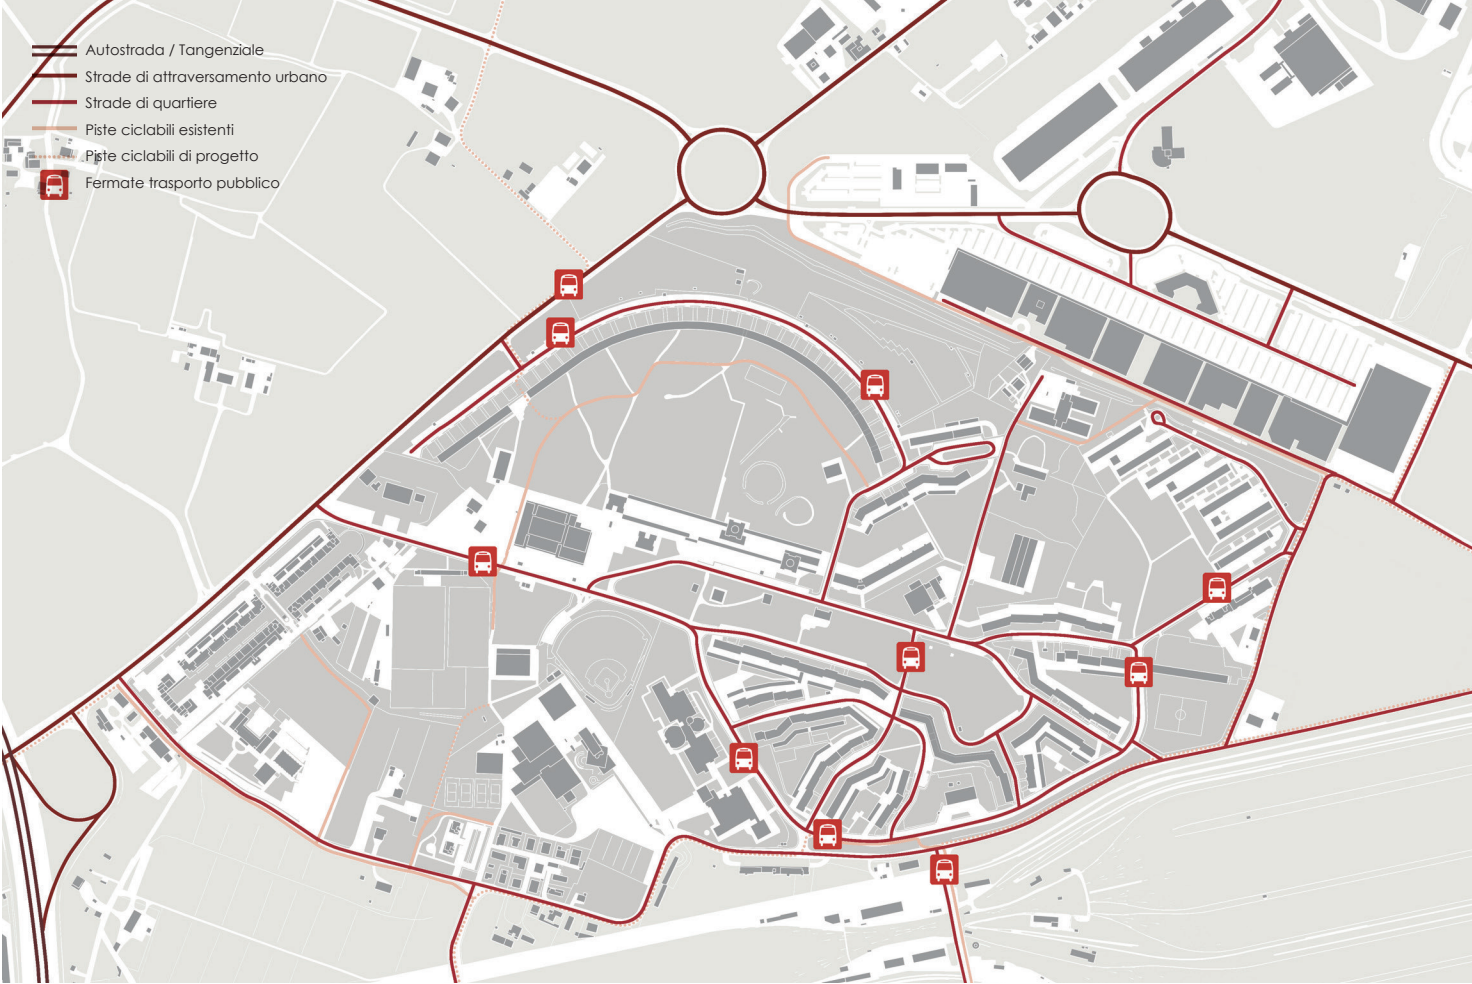 Autostrada / Tangenziale
Strade di attraversamento urbano
Strade di quartiere
Piste ciclabili esistenti
Piste ciclabili di progetto
Fermate trasporto pubblico